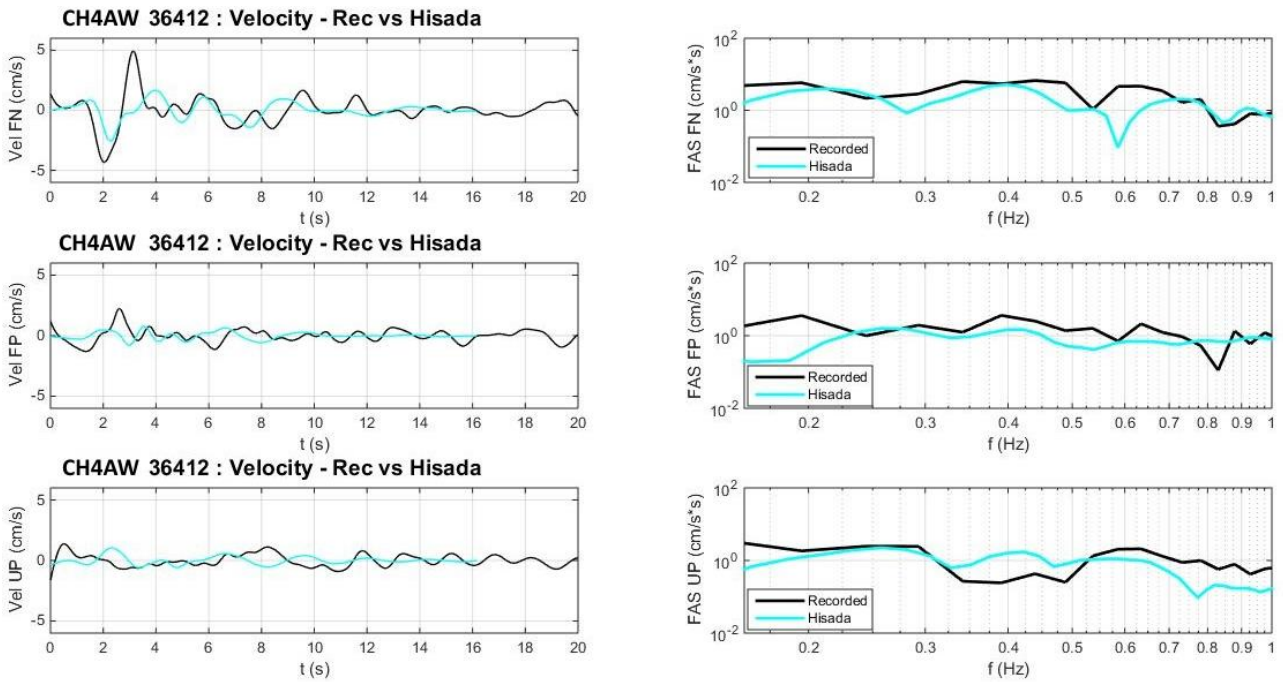 CH4AW 36412 : Velocity - Rec vs Hisada
Vel FN (cm/s)
5
0
-5
0 2 4 6 8 10 12 14 16 18 20
t (s)
FAS FN (cm/s*s)
10^2
10^0
10^-2
Recorded
Hisada
0.2 0.3 0.4 0.5 0.6 0.7 0.8 0.9 1
f (Hz)
CH4AW 36412 : Velocity - Rec vs Hisada
Vel FP (cm/s)
5
0
-5
0 2 4 6 8 10 12 14 16 18 20
t (s)
FAS FP (cm/s*s)
10^2
10^0
10^-2
Recorded
Hisada
0.2 0.3 0.4 0.5 0.6 0.7 0.8 0.9 1
f (Hz)
CH4AW 36412 : Velocity - Rec vs Hisada
Vel UP (cm/s)
5
0
-5
0 2 4 6 8 10 12 14 16 18 20
t (s)
FAS UP (cm/s*s)
10^2
10^0
10^-2
Recorded
Hisada
0.2 0.3 0.4 0.5 0.6 0.7 0.8 0.9 1
f (Hz)